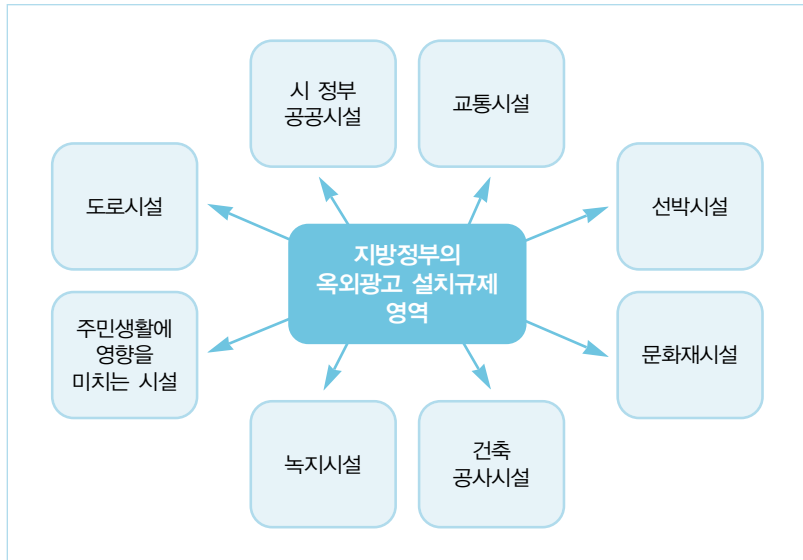 시 정부
공공시설
교통시설
도로시설
선박시설
지방정부의
옥외광고 설치규제
영역
주민생활에
영향을
미치는 시설
문화재시설
녹지시설
건축
공사시설